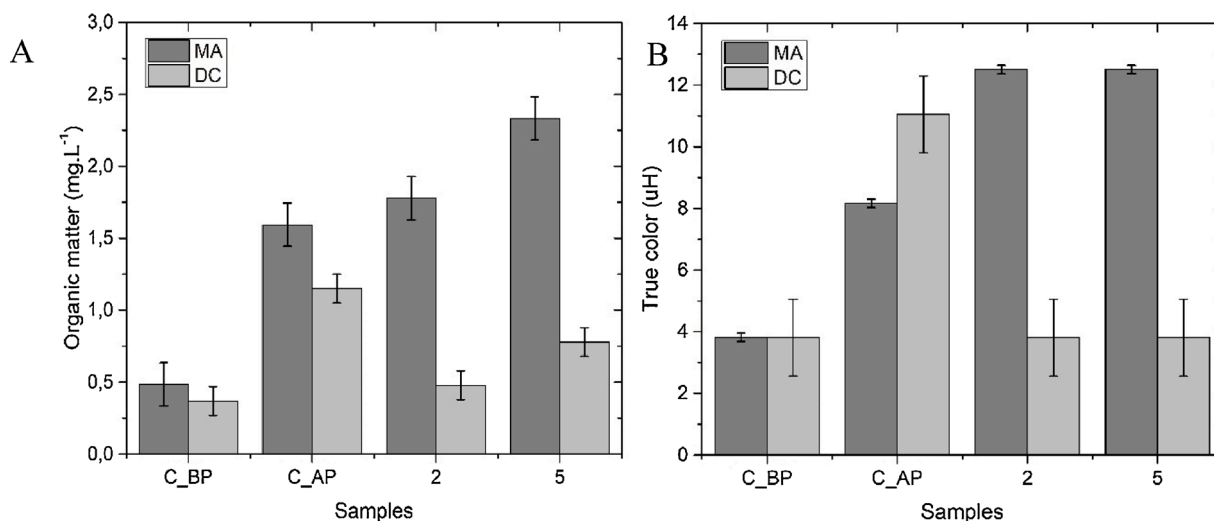 A
3,0
2,5
2,0
1,5
1,0
0,5
0,0
Organic matter (mg.L⁻¹)
MA
DC
C_BP C_AP 2 5
Samples
B
14
12
10
8
6
4
2
0
True color (uH)
MA
DC
C_BP C_AP 2 5
Samples